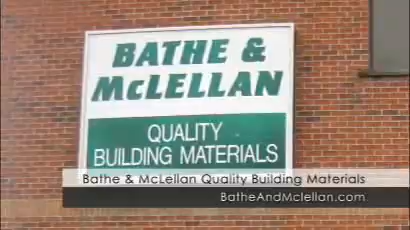 BATHE &
McLELLAN
QUALITY
BUILDING MATERIALS
Bathe & McLellan Quality Building Materials
BatheAndMclellan.com